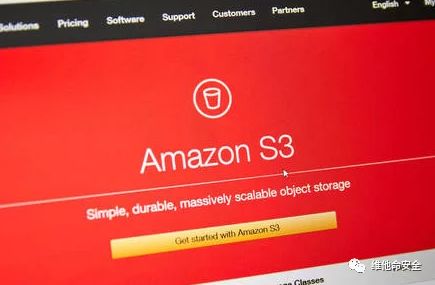 Solutions Pricing Software Support Customers Partners English My
Amazon S3
Simple, durable, massively scalable object storage
Get started with Amazon S3
Classes
维他命安全